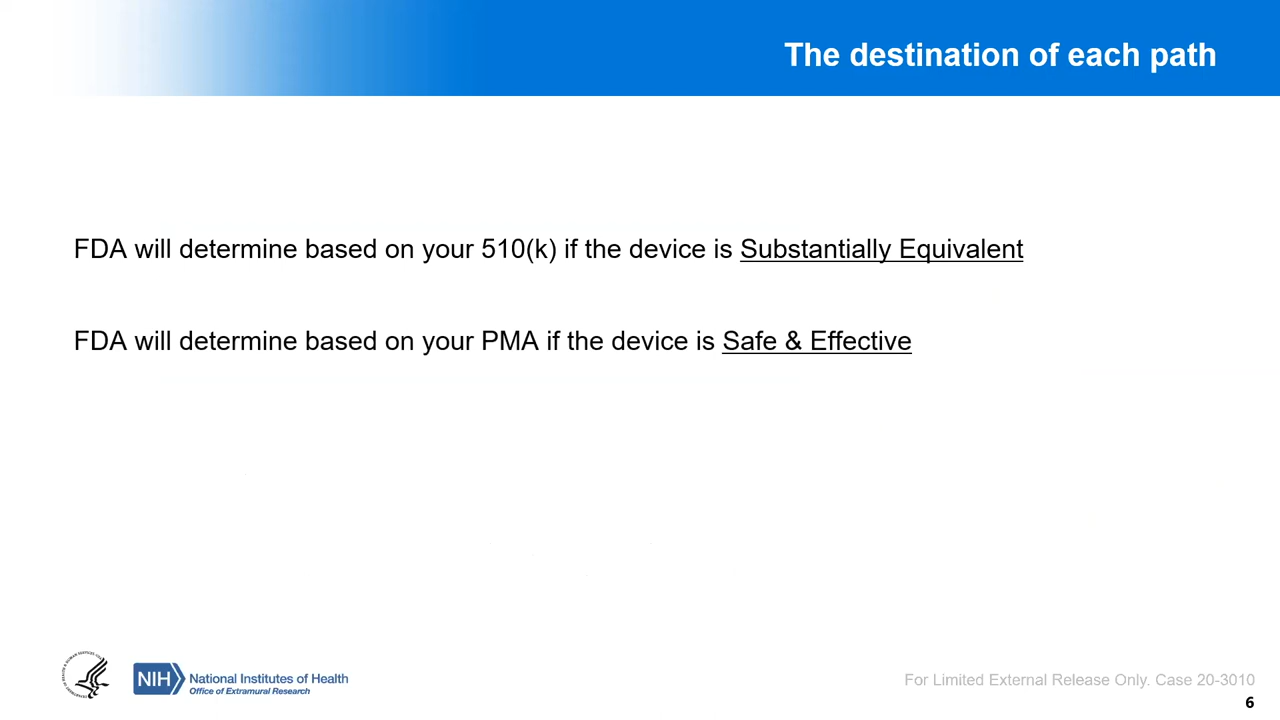 The destination of each path
FDA will determine based on your 510(k) if the device is Substantially Equivalent
FDA will determine based on your PMA if the device is Safe & Effective
NIH
National Institutes of Health
Office of Extramural Research
For Limited External Release Only. Case 20-3010
6